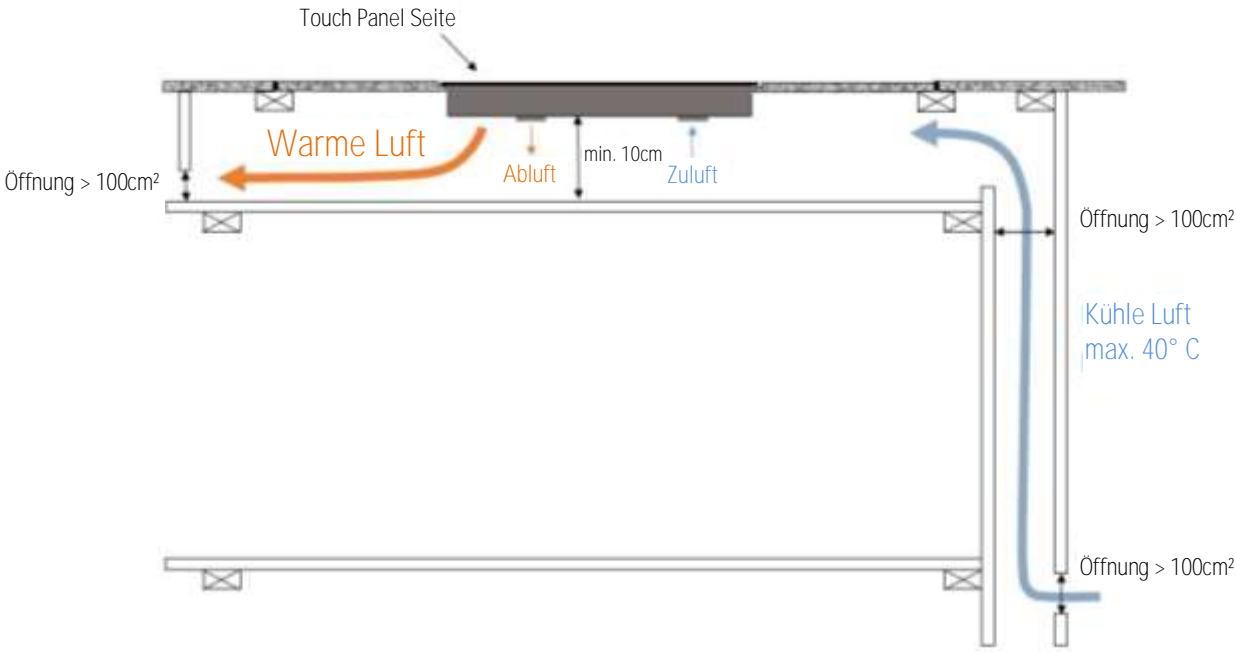 Touch Panel Seite
Warme Luft
min. 10cm
Abluft
Zuluft
Öffnung > 100cm²
Öffnung > 100cm²
Kühle Luft
max. 40° C
Öffnung > 100cm²